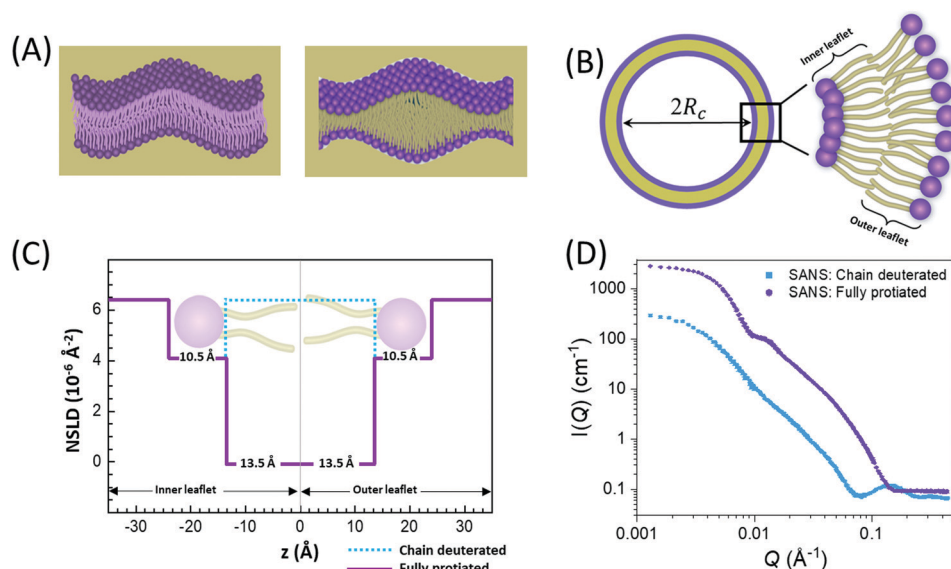 (A)
(B)
Inner leaflet
2R_c
Outer leaflet
(C)
NSLD (10⁻⁶ Å⁻²)
6
4
2
0
10.5 Å
10.5 Å
13.5 Å
13.5 Å
Inner leaflet
Outer leaflet
-30
-20
-10
0
10
20
30
z (Å)
Chain deuterated
Fully protiated
(D)
SANS: Chain deuterated
SANS: Fully protiated
I(Q) (cm⁻¹)
1000
100
10
1
0.1
0.001
0.01
0.1
Q (Å⁻¹)